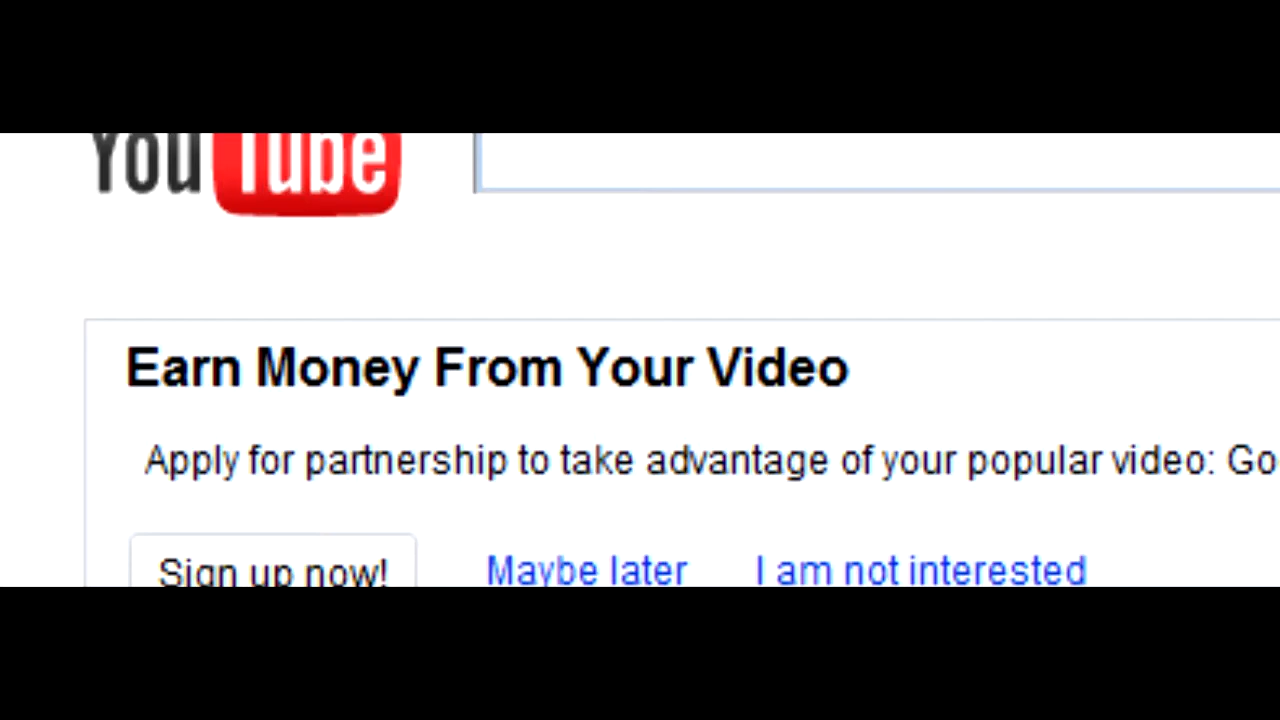 YouTube
Earn Money From Your Video
Apply for partnership to take advantage of your popular video: Go
Sign up now! Maybe later I am not interested